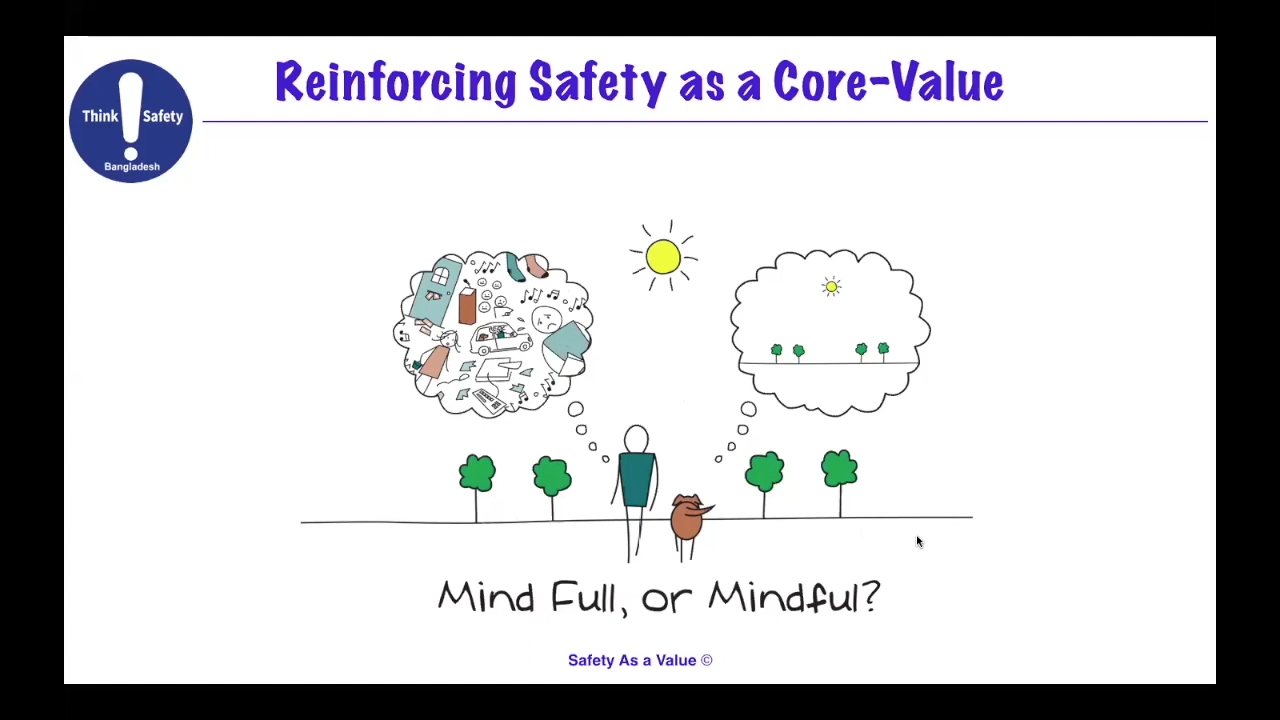 Reinforcing Safety as a Core-Value
Think ! Safety
Bangladesh
Mind Full, or Mindful?
Safety As a Value ©